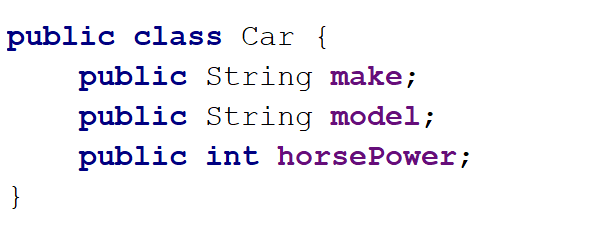 public class Car {
    public String make;
    public String model;
    public int horsePower;
}